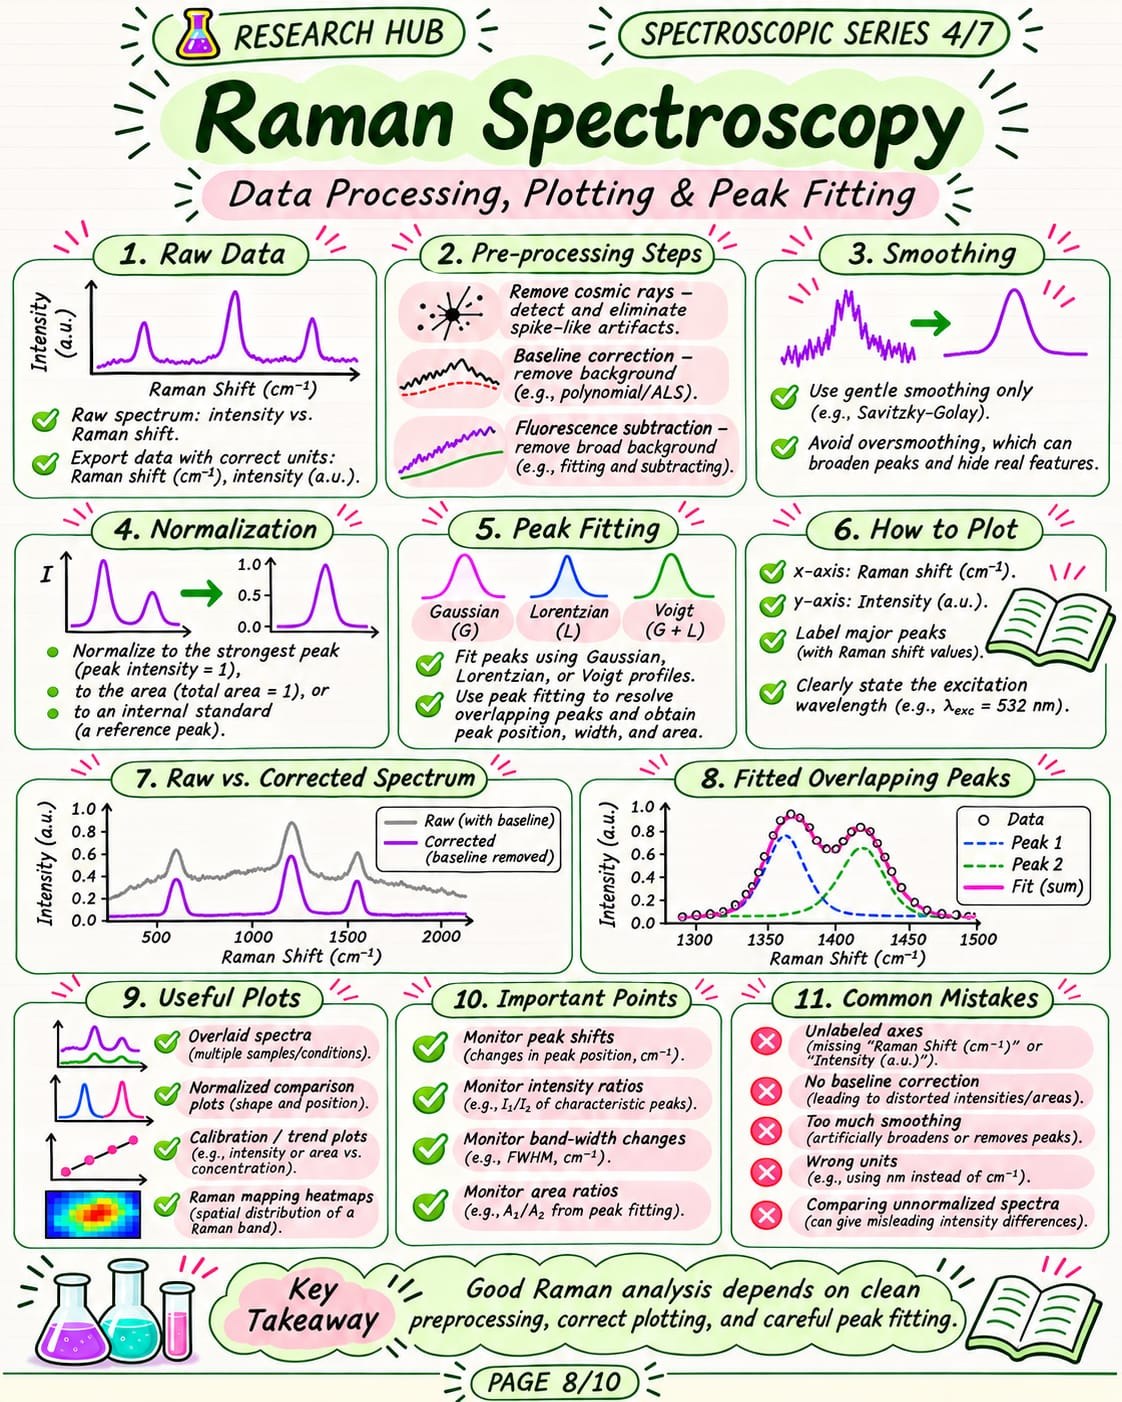 RESEARCH HUB
SPECTROSCOPIC SERIES 4/7
Raman Spectroscopy
Data Processing, Plotting & Peak Fitting
1. Raw Data
Intensity
(a.u.)
Raman Shift (cm⁻¹)
Raw spectrum: intensity vs.
Raman shift.
Export data with correct units:
Raman shift (cm⁻¹), intensity (a.u.).
2. Pre-processing Steps
Remove cosmic rays –
detect and eliminate
spike-like artifacts.
Baseline correction –
remove background
(e.g., polynomial/ALS).
Fluorescence subtraction –
remove broad background
(e.g., fitting and subtracting).
3. Smoothing
Use gentle smoothing only
(e.g., Savitzky-Golay).
Avoid oversmoothing, which can
broaden peaks and hide real features.
4. Normalization
I
1.0
0.5
0.0
Normalize to the strongest peak
(peak intensity = 1),
to the area (total area = 1), or
to an internal standard
(a reference peak).
5. Peak Fitting
Gaussian
(G)
Lorentzian
(L)
Voigt
(G + L)
Fit peaks using Gaussian,
Lorentzian, or Voigt profiles.
Use peak fitting to resolve
overlapping peaks and obtain
peak position, width, and area.
6. How to Plot
x-axis: Raman shift (cm⁻¹).
y-axis: Intensity (a.u.).
Label major peaks
(with Raman shift values).
Clearly state the excitation
wavelength (e.g., λexc = 532 nm).
7. Raw vs. Corrected Spectrum
Intensity (a.u.)
1.0
0.8
0.6
0.4
0.2
0.0
500 1000 1500 2000
Raman Shift (cm⁻¹)
Raw (with baseline)
Corrected
(baseline removed)
8. Fitted Overlapping Peaks
Intensity (a.u.)
1.0
0.8
0.6
0.4
0.2
0.0
1300 1350 1400 1450 1500
Raman Shift (cm⁻¹)
Data
Peak 1
Peak 2
Fit (sum)
9. Useful Plots
Overlaid spectra
(multiple samples/conditions).
Normalized comparison
plots (shape and position).
Calibration / trend plots
(e.g., intensity or area vs.
concentration).
Raman mapping heatmaps
(spatial distribution of a
Raman band).
10. Important Points
Monitor peak shifts
(changes in peak position, cm⁻¹).
Monitor intensity ratios
(e.g., I₁/I₂ of characteristic peaks).
Monitor band-width changes
(e.g., FWHM, cm⁻¹).
Monitor area ratios
(e.g., A₁/A₂ from peak fitting).
11. Common Mistakes
Unlabeled axes
(missing "Raman Shift (cm⁻¹)" or
"Intensity (a.u.)").
No baseline correction
(leading to distorted intensities/areas).
Too much smoothing
(artificially broadens or removes peaks).
Wrong units
(e.g., using nm instead of cm⁻¹).
Comparing unnormalized spectra
(can give misleading intensity differences).
Key
Takeaway
Good Raman analysis depends on clean
preprocessing, correct plotting, and careful peak fitting.
PAGE 8/10